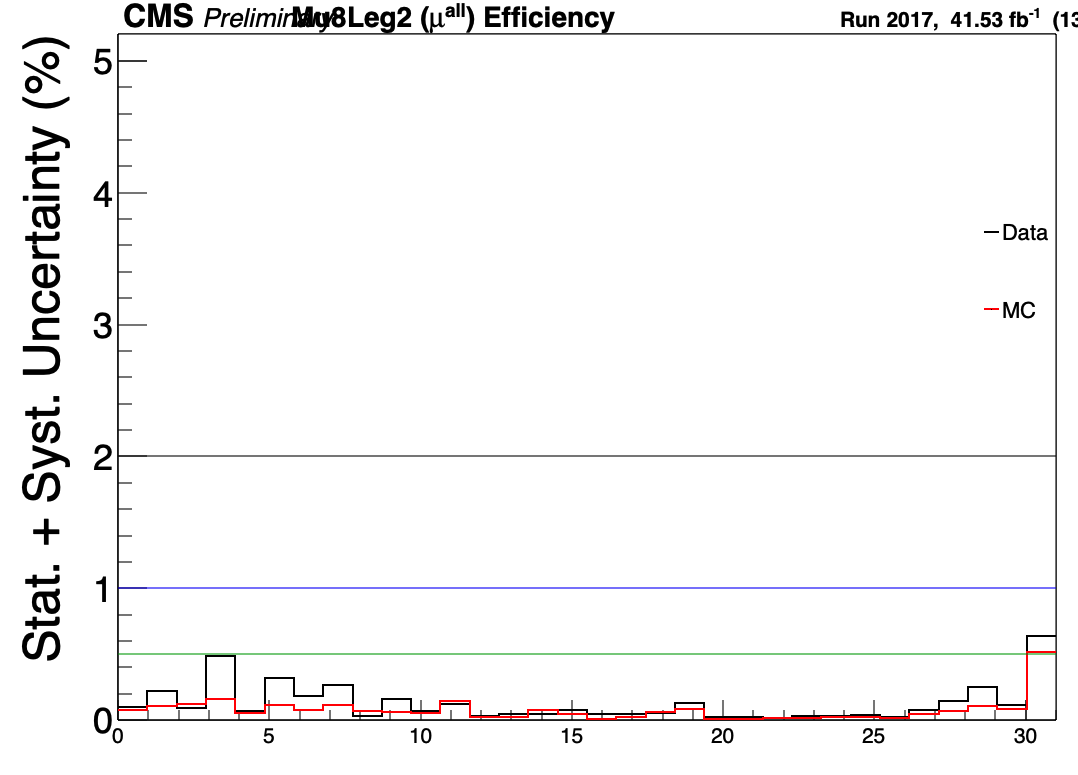 CMS Preliminary Mu8Leg2 (μall) Efficiency Run 2017, 41.53 fb-1 (13
Stat. + Syst. Uncertainty (%)
5
4
3
2
1
0
Data
MC
0 5 10 15 20 25 30